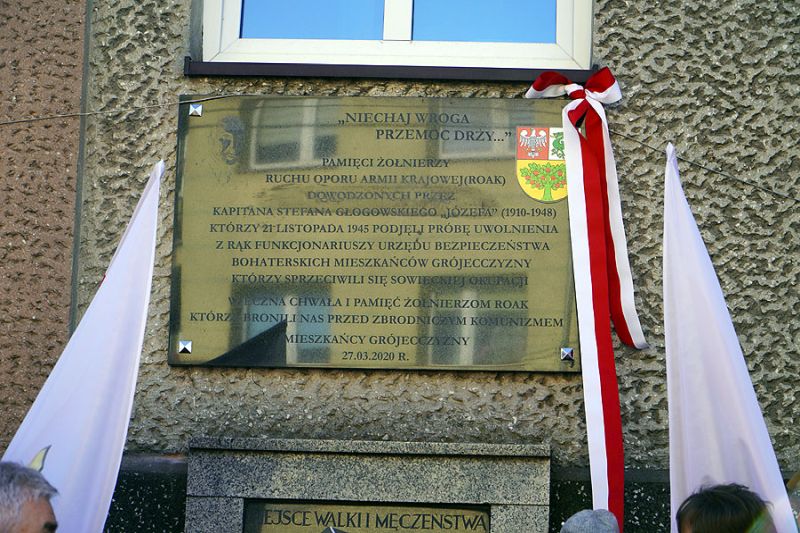 „NIECHAJ WROGA
PRZEMOC DRŻY..."
PAMIĘCI ŻOŁNIERZY
RUCHU OPORU ARMII KRAJOWEJ(ROAK)
DOWODZONYCH PRZEZ
KAPITANA STEFANA GŁOGOWSKIEGO „JÓZEFA" (1910-1948)
KTÓRZY 21 LISTOPADA 1945 PODJĘLI PRÓBĘ UWOLNIENIA
Z RĄK FUNKCJONARIUSZY URZĘDU BEZPIECZEŃSTWA
BOHATERSKICH MIESZKAŃCÓW GRÓJECCZYZNY
KTÓRZY SPRZECIWILI SIĘ SOWIECKIEJ OKUPACJI
WIECZNA CHWAŁA I PAMIĘĆ ŻOŁNIERZOM ROAK
KTÓRZY BRONILI NAS PRZED ZBRODNICZYM KOMUNIZMEM
MIESZKAŃCY GRÓJECCZYZNY
27.03.2020 R.
MIEJSCE WALKI I MĘCZEŃSTWA